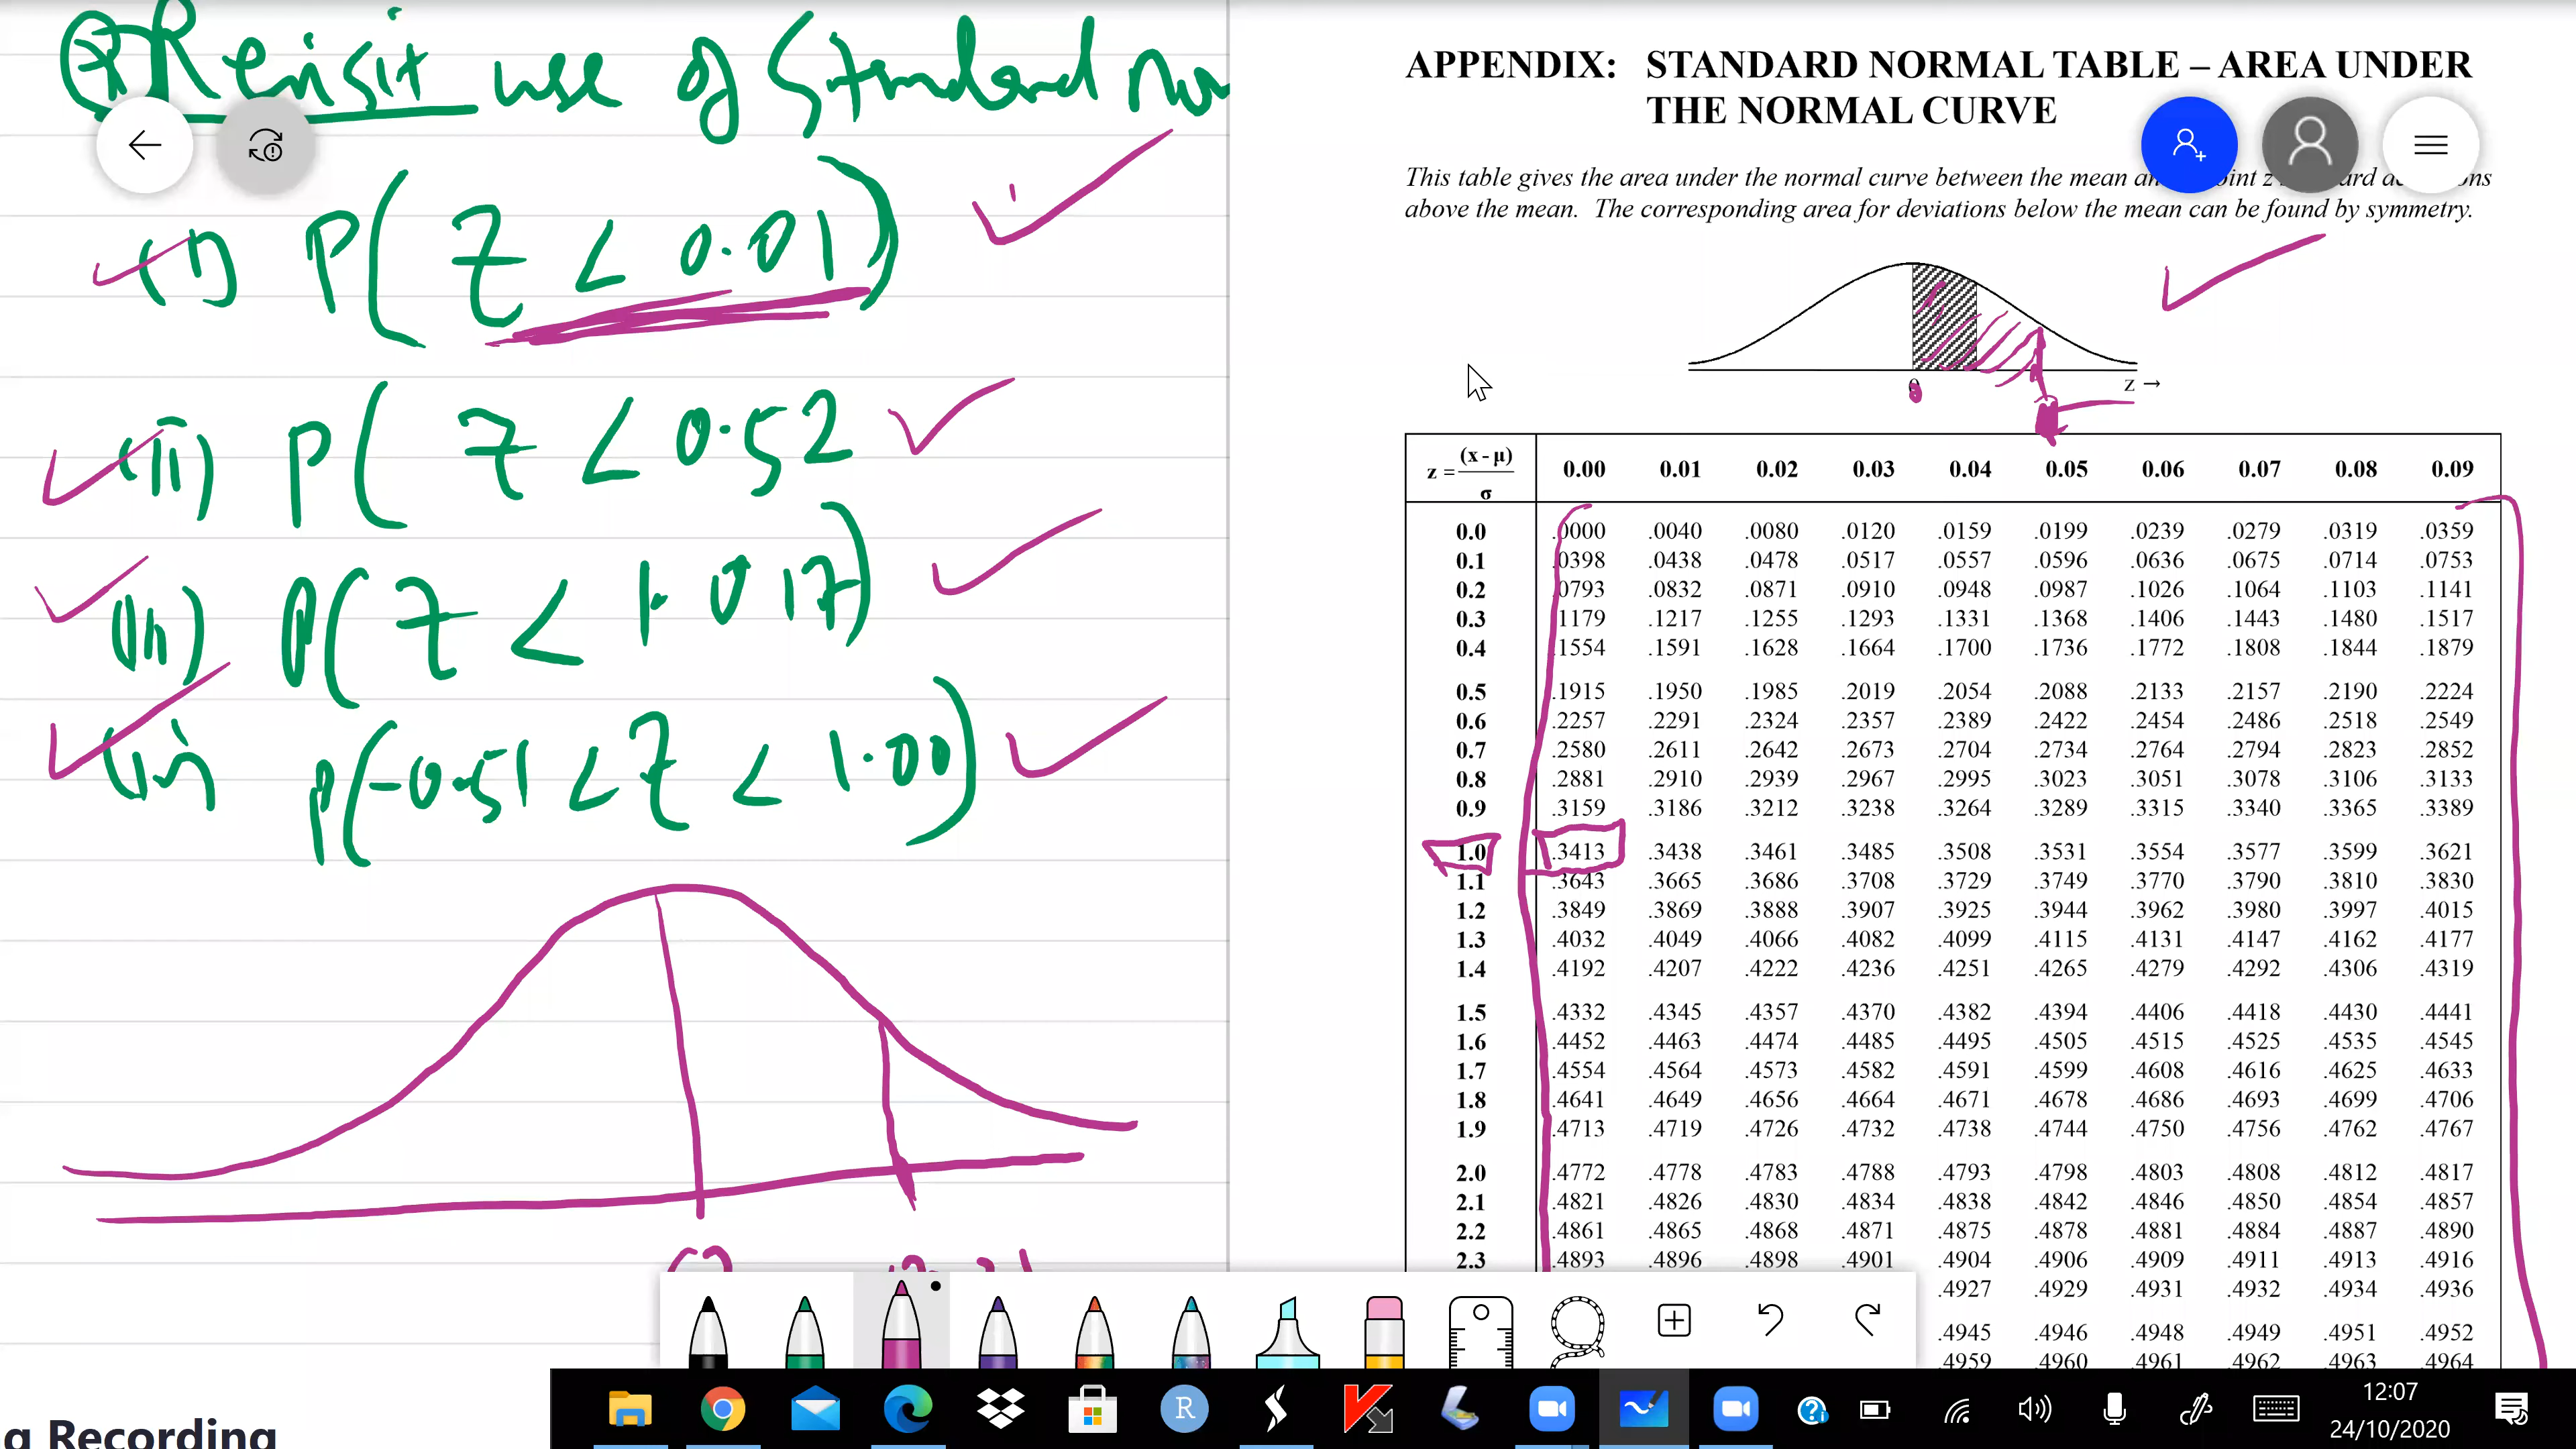 Revisit use of Standard Nor
(i) P(Z < 0.01)
(ii) P( Z < 0.52
(iii) P(Z < 1.017)
(iv) P(-0.51 < Z < 1.00)
g Recording
APPENDIX: STANDARD NORMAL TABLE – AREA UNDER
THE NORMAL CURVE
This table gives the area under the normal curve between the mean an oint z ard de ons
above the mean. The corresponding area for deviations below the mean can be found by symmetry.
0 z →
z = (x - μ) / σ 0.00 0.01 0.02 0.03 0.04 0.05 0.06 0.07 0.08 0.09
0.0 .0000 .0040 .0080 .0120 .0159 .0199 .0239 .0279 .0319 .0359
0.1 .0398 .0438 .0478 .0517 .0557 .0596 .0636 .0675 .0714 .0753
0.2 .0793 .0832 .0871 .0910 .0948 .0987 .1026 .1064 .1103 .1141
0.3 .1179 .1217 .1255 .1293 .1331 .1368 .1406 .1443 .1480 .1517
0.4 .1554 .1591 .1628 .1664 .1700 .1736 .1772 .1808 .1844 .1879
0.5 .1915 .1950 .1985 .2019 .2054 .2088 .2133 .2157 .2190 .2224
0.6 .2257 .2291 .2324 .2357 .2389 .2422 .2454 .2486 .2518 .2549
0.7 .2580 .2611 .2642 .2673 .2704 .2734 .2764 .2794 .2823 .2852
0.8 .2881 .2910 .2939 .2967 .2995 .3023 .3051 .3078 .3106 .3133
0.9 .3159 .3186 .3212 .3238 .3264 .3289 .3315 .3340 .3365 .3389
1.0 .3413 .3438 .3461 .3485 .3508 .3531 .3554 .3577 .3599 .3621
1.1 .3643 .3665 .3686 .3708 .3729 .3749 .3770 .3790 .3810 .3830
1.2 .3849 .3869 .3888 .3907 .3925 .3944 .3962 .3980 .3997 .4015
1.3 .4032 .4049 .4066 .4082 .4099 .4115 .4131 .4147 .4162 .4177
1.4 .4192 .4207 .4222 .4236 .4251 .4265 .4279 .4292 .4306 .4319
1.5 .4332 .4345 .4357 .4370 .4382 .4394 .4406 .4418 .4430 .4441
1.6 .4452 .4463 .4474 .4485 .4495 .4505 .4515 .4525 .4535 .4545
1.7 .4554 .4564 .4573 .4582 .4591 .4599 .4608 .4616 .4625 .4633
1.8 .4641 .4649 .4656 .4664 .4671 .4678 .4686 .4693 .4699 .4706
1.9 .4713 .4719 .4726 .4732 .4738 .4744 .4750 .4756 .4762 .4767
2.0 .4772 .4778 .4783 .4788 .4793 .4798 .4803 .4808 .4812 .4817
2.1 .4821 .4826 .4830 .4834 .4838 .4842 .4846 .4850 .4854 .4857
2.2 .4861 .4865 .4868 .4871 .4875 .4878 .4881 .4884 .4887 .4890
2.3 .4893 .4896 .4898 .4901 .4904 .4906 .4909 .4911 .4913 .4916
.4927 .4929 .4931 .4932 .4934 .4936
.4945 .4946 .4948 .4949 .4951 .4952
.4959 .4960 .4961 .4962 .4963 .4964
R
12:07
24/10/2020